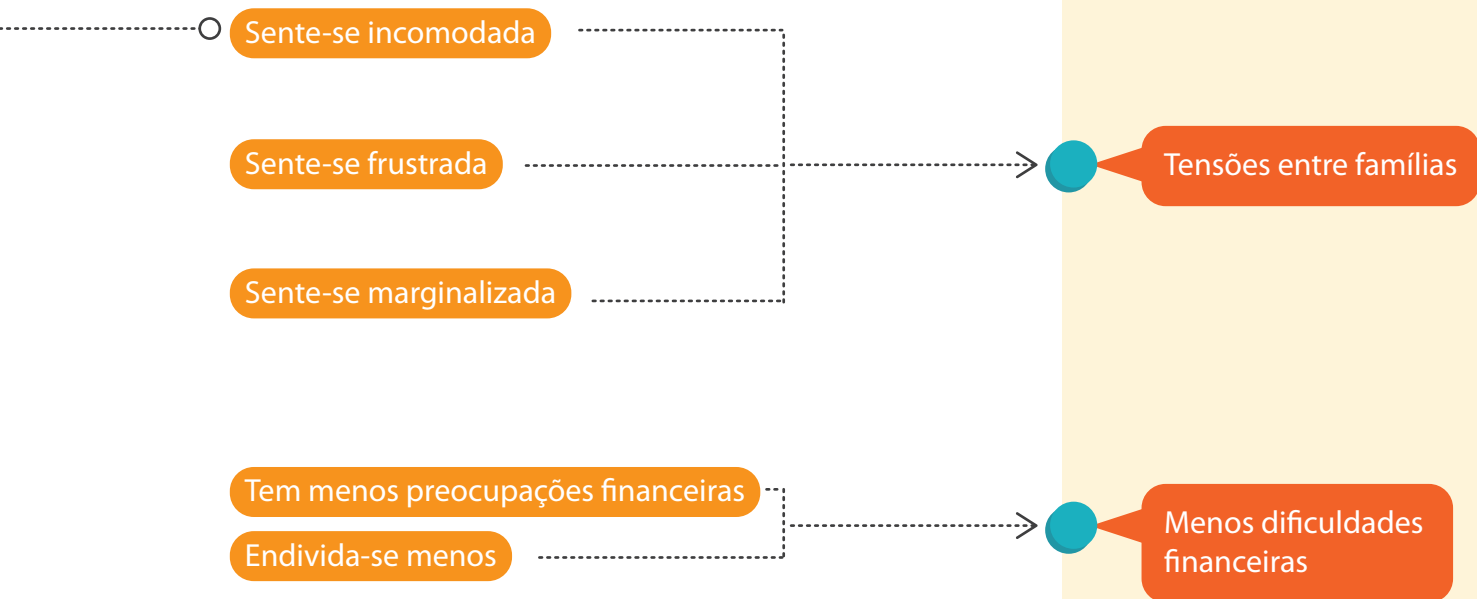 Sente-se incomodada
Sente-se frustrada
Tensões entre famílias
Sente-se marginalizada
Tem menos preocupações financeiras
Endivida-se menos
Menos dificuldades
financeiras